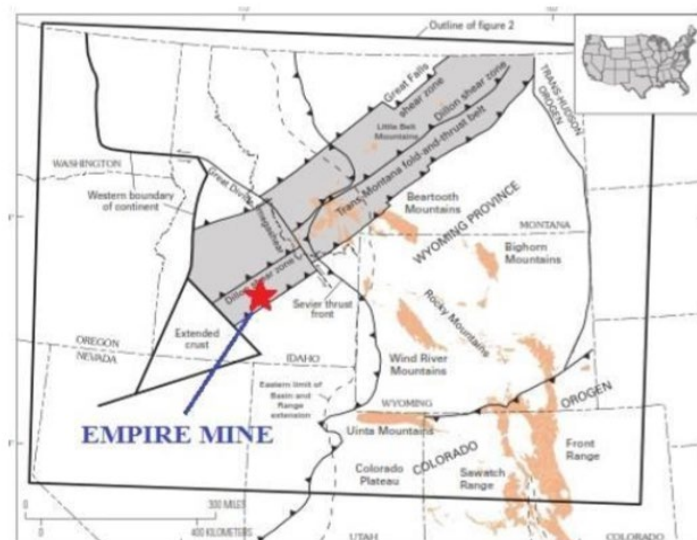 Outline of figure 2
Great Falls
shear zone
Dillon shear zone
TRANS-HUDSON
OROGEN
Little Belt
Mountains
Trans-Montana fold-and-thrust belt
WASHINGTON
Western boundary
of continent
Great Divide megashear
Beartooth
Mountains
WYOMING PROVINCE
MONTANA
Bighorn
Mountains
Dillon shear zone
Sevier thrust
front
Rocky Mountains
Extended
crust
OREGON
NEVADA
IDAHO
Wind River
Mountains
Eastern limit of
Basin and
Range
extension
WYOMING
OROGEN
EMPIRE MINE
Uinta Mountains
COLORADO
Front
Range
Colorado
Plateau
Sawatch
Range
0
300 MILES
0
400 KILOMETERS
UTAH
COLORADO